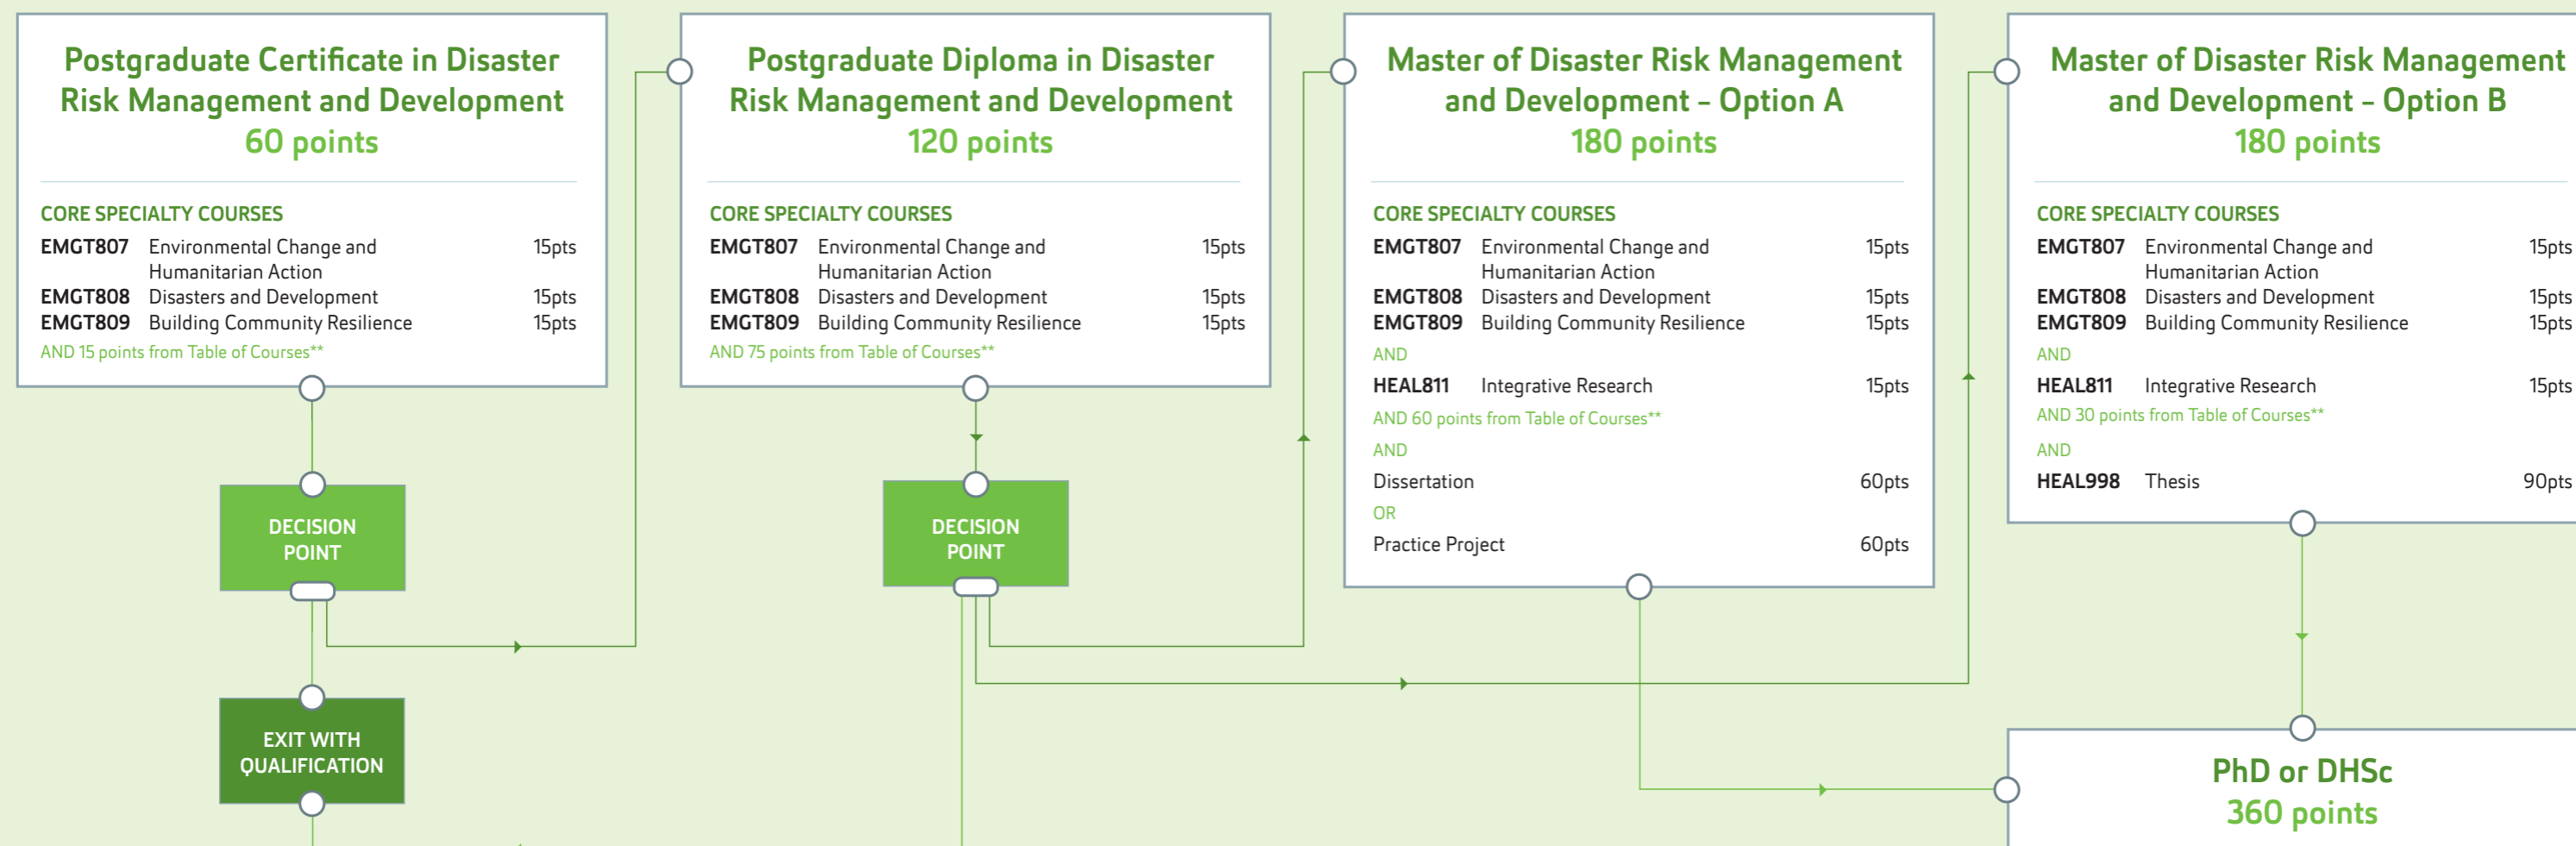 Postgraduate Certificate in Disaster
Risk Management and Development
60 points
CORE SPECIALTY COURSES
EMGT807 Environmental Change and 15pts
Humanitarian Action
EMGT808 Disasters and Development 15pts
EMGT809 Building Community Resilience 15pts
AND 15 points from Table of Courses**
DECISION
POINT
EXIT WITH
QUALIFICATION
Postgraduate Diploma in Disaster
Risk Management and Development
120 points
CORE SPECIALTY COURSES
EMGT807 Environmental Change and 15pts
Humanitarian Action
EMGT808 Disasters and Development 15pts
EMGT809 Building Community Resilience 15pts
AND 75 points from Table of Courses**
DECISION
POINT
Master of Disaster Risk Management
and Development - Option A
180 points
CORE SPECIALTY COURSES
EMGT807 Environmental Change and 15pts
Humanitarian Action
EMGT808 Disasters and Development 15pts
EMGT809 Building Community Resilience 15pts
AND
HEAL811 Integrative Research 15pts
AND 60 points from Table of Courses**
AND
Dissertation 60pts
OR
Practice Project 60pts
Master of Disaster Risk Management
and Development - Option B
180 points
CORE SPECIALTY COURSES
EMGT807 Environmental Change and 15pts
Humanitarian Action
EMGT808 Disasters and Development 15pts
EMGT809 Building Community Resilience 15pts
AND
HEAL811 Integrative Research 15pts
AND 30 points from Table of Courses**
AND
HEAL998 Thesis 90pts
PhD or DHSc
360 points